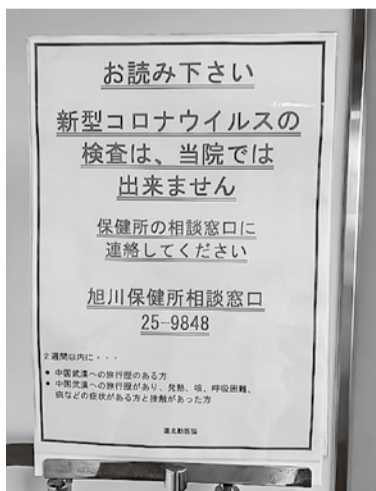 お読み下さい
新型コロナウイルスの
検査は、当院では
出来ません
保健所の相談窓口に
連絡してください
旭川保健所相談窓口
25-9848
2週間以内に・・・
● 中国武漢への旅行歴のある方
● 中国武漢への旅行歴があり、発熱、咳、呼吸困難、
痰などの症状がある方と接触があった方
道北勤医協